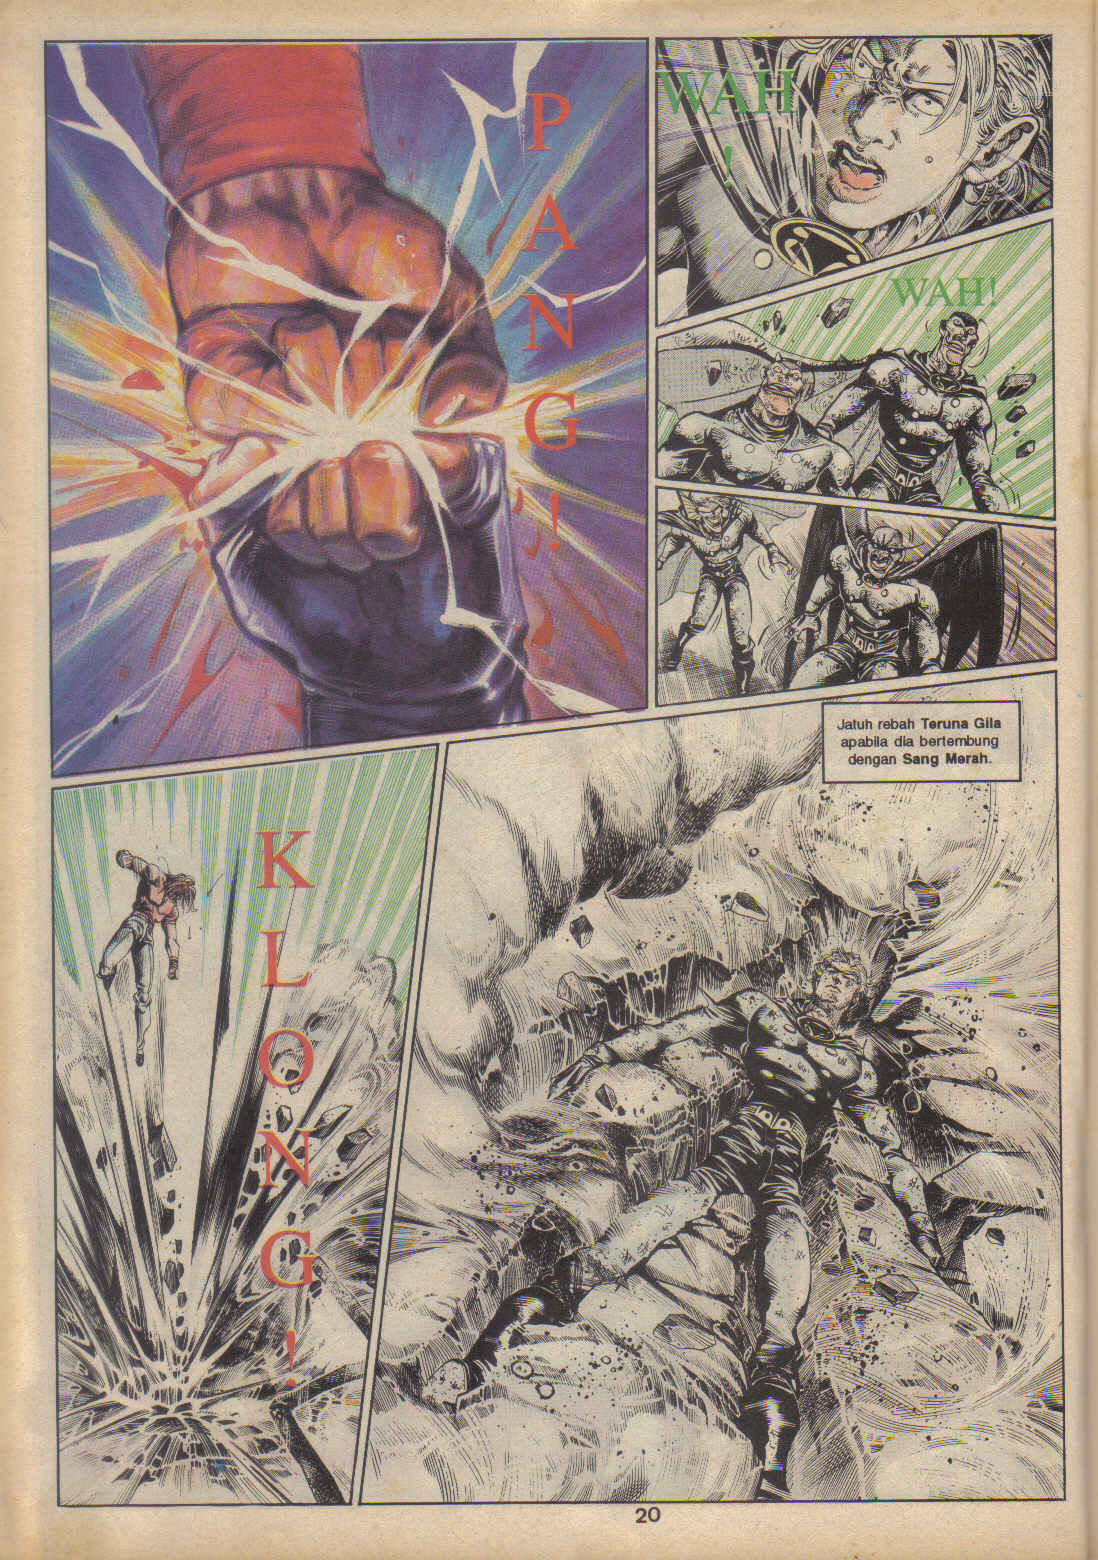 PANG!
WAH
!
WAH!
Jatuh rebah Teruna Gila
apabila dia bertembung
dengan Sang Merah.
KLONG!
20